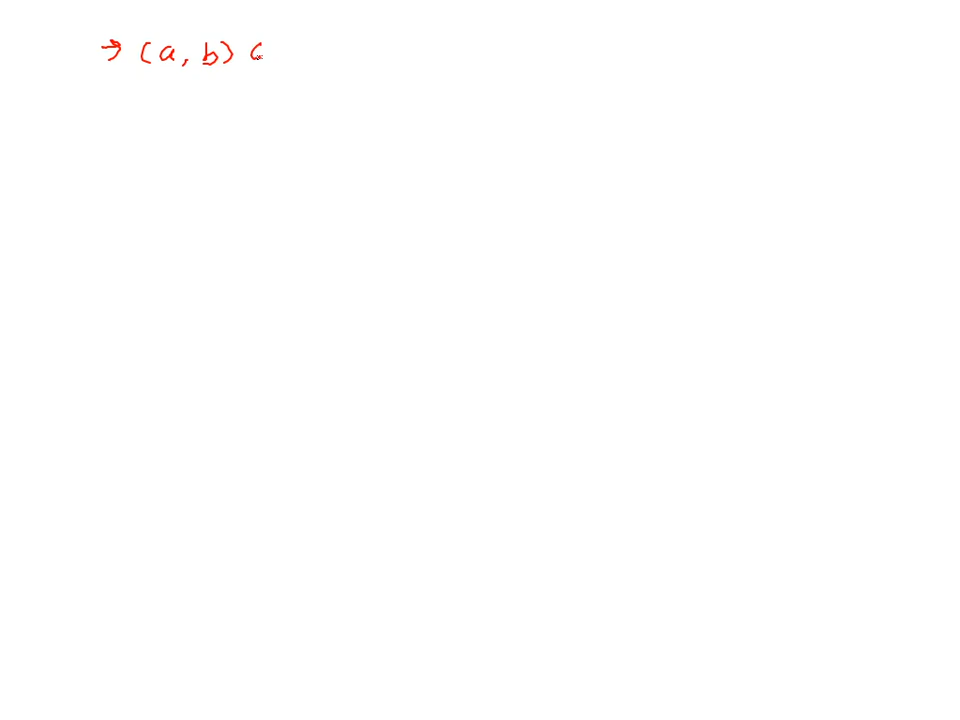 → (a, b)